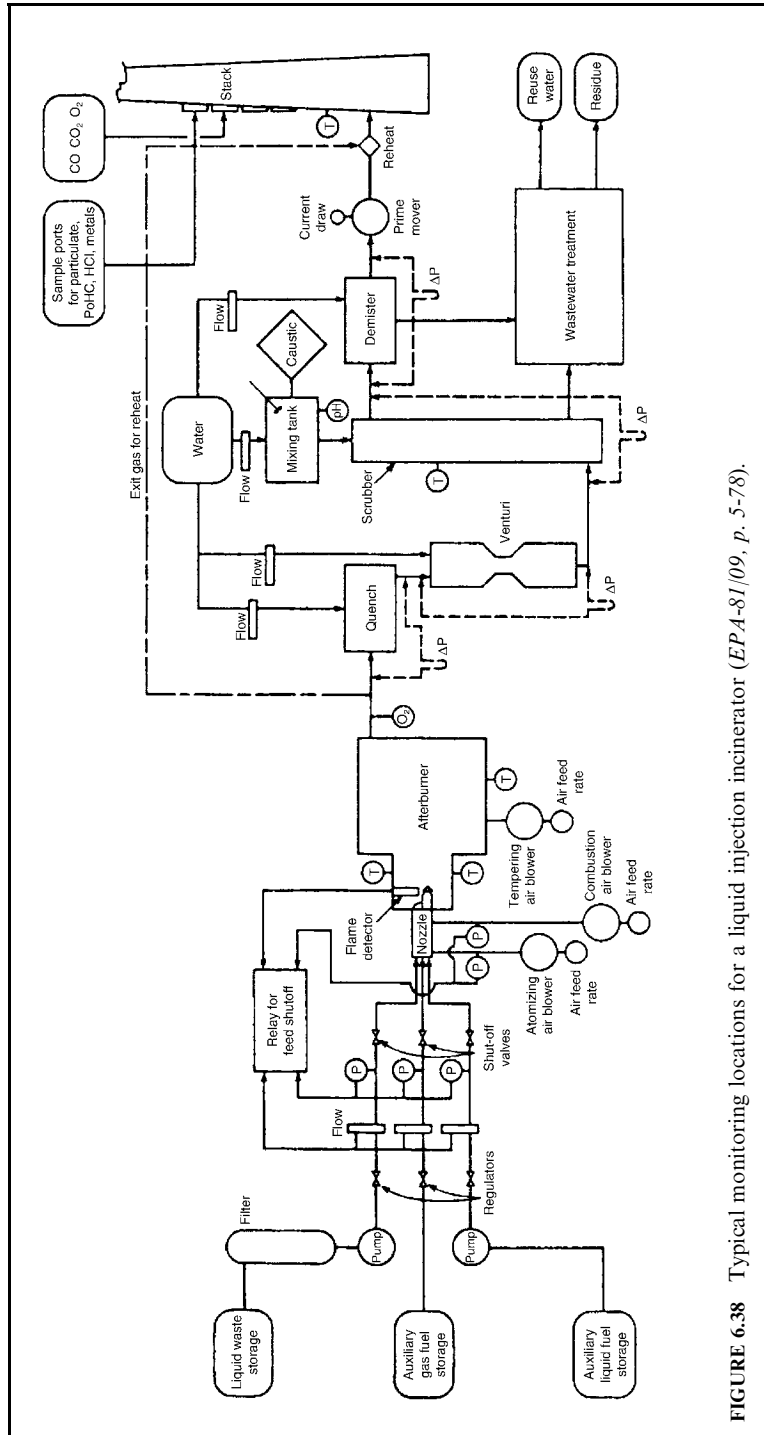 Liquid waste
storage
Filter
Pump
Auxiliary
gas fuel
storage
Auxiliary
liquid fuel
storage
Pump
Regulators
Flow
P
P
P
Shut-off
valves
Relay for
feed shutoff
Flame
detector
Nozzle
P
P
Atomizing
air blower
Air feed
rate
Combustion
air blower
Air feed
rate
Tempering
air blower
Air feed
rate
T
T
T
Afterburner
O₂
Exit gas for reheat
Quench
ΔP
Flow
Flow
Venturi
ΔP
Water
Flow
Flow
Mixing tank
Caustic
pH
Scrubber
T
ΔP
Demister
ΔP
Current
draw
Prime
mover
Reheat
T
Stack
Sample ports
for particulate,
PoHC, HCl, metals
CO CO₂ O₂
Wastewater treatment
Reuse
water
Residue
FIGURE 6.38 Typical monitoring locations for a liquid injection incinerator (EPA-81/09, p. 5-78).